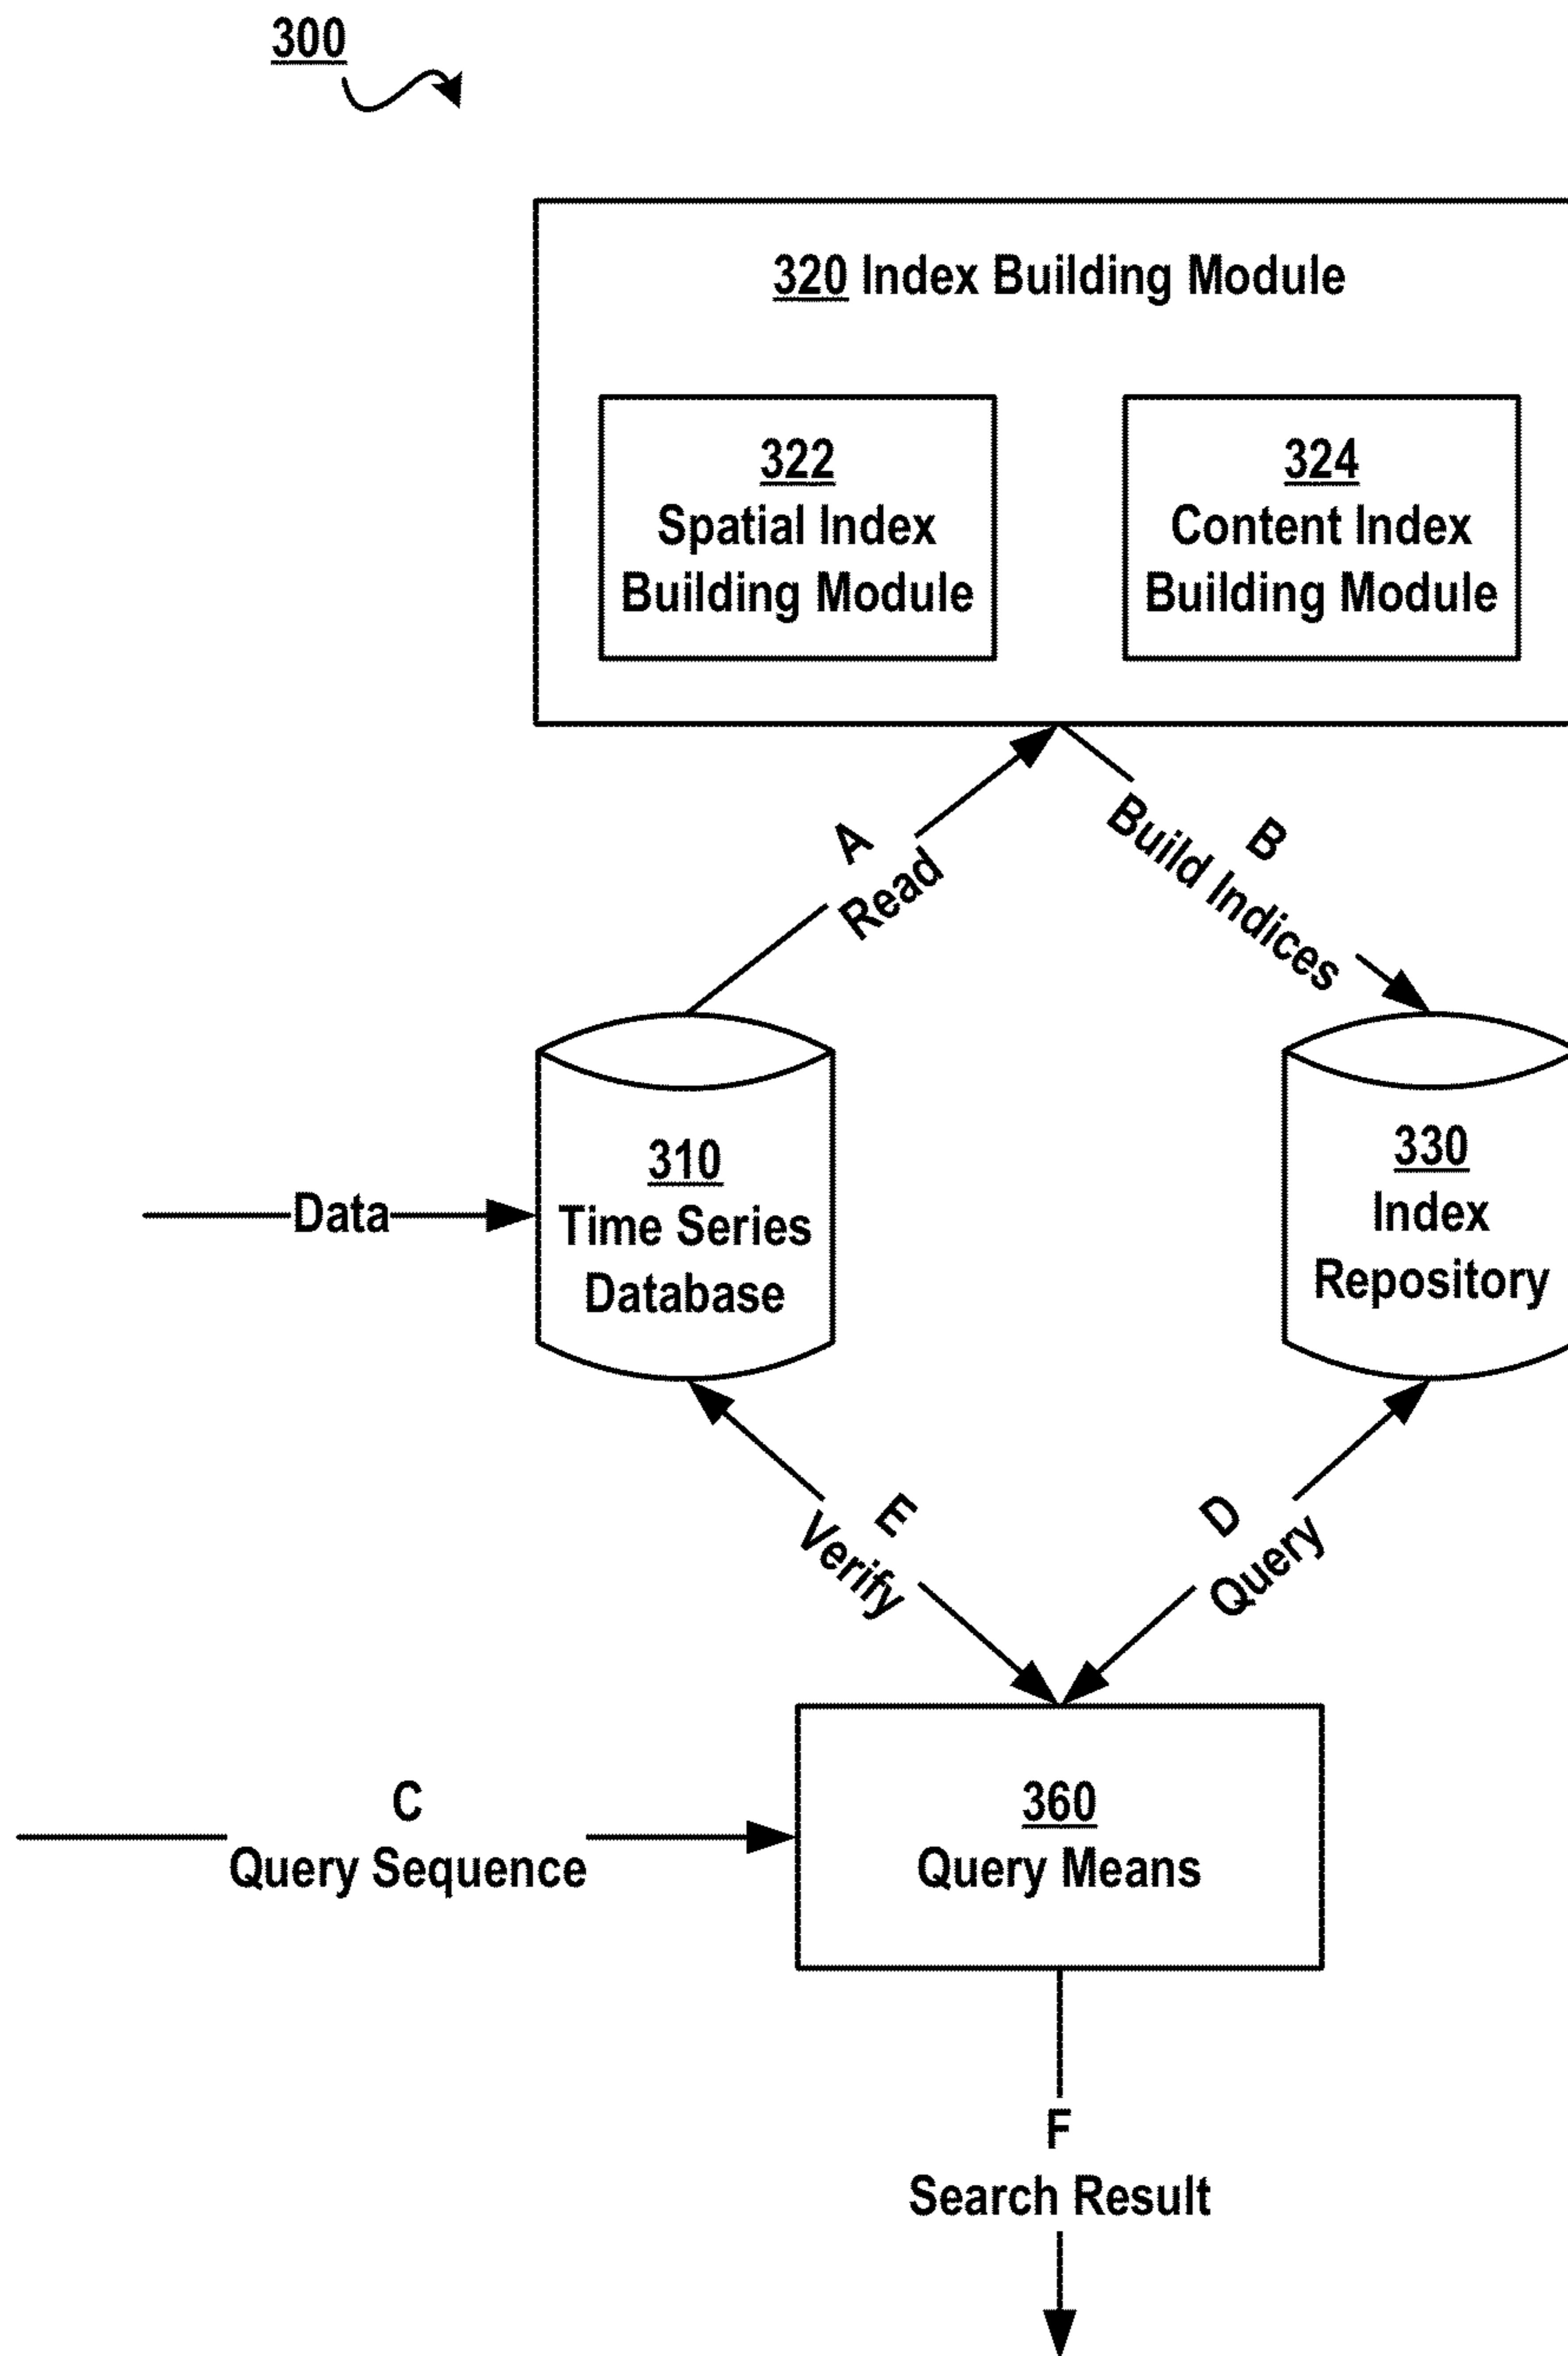 300
320 Index Building Module
322
Spatial Index
Building Module
324
Content Index
Building Module
A
Read
B
Build Indices
310
Time Series
Database
330
Index
Repository
Data
E
Verify
D
Query
C
Query Sequence
360
Query Means
F
Search Result